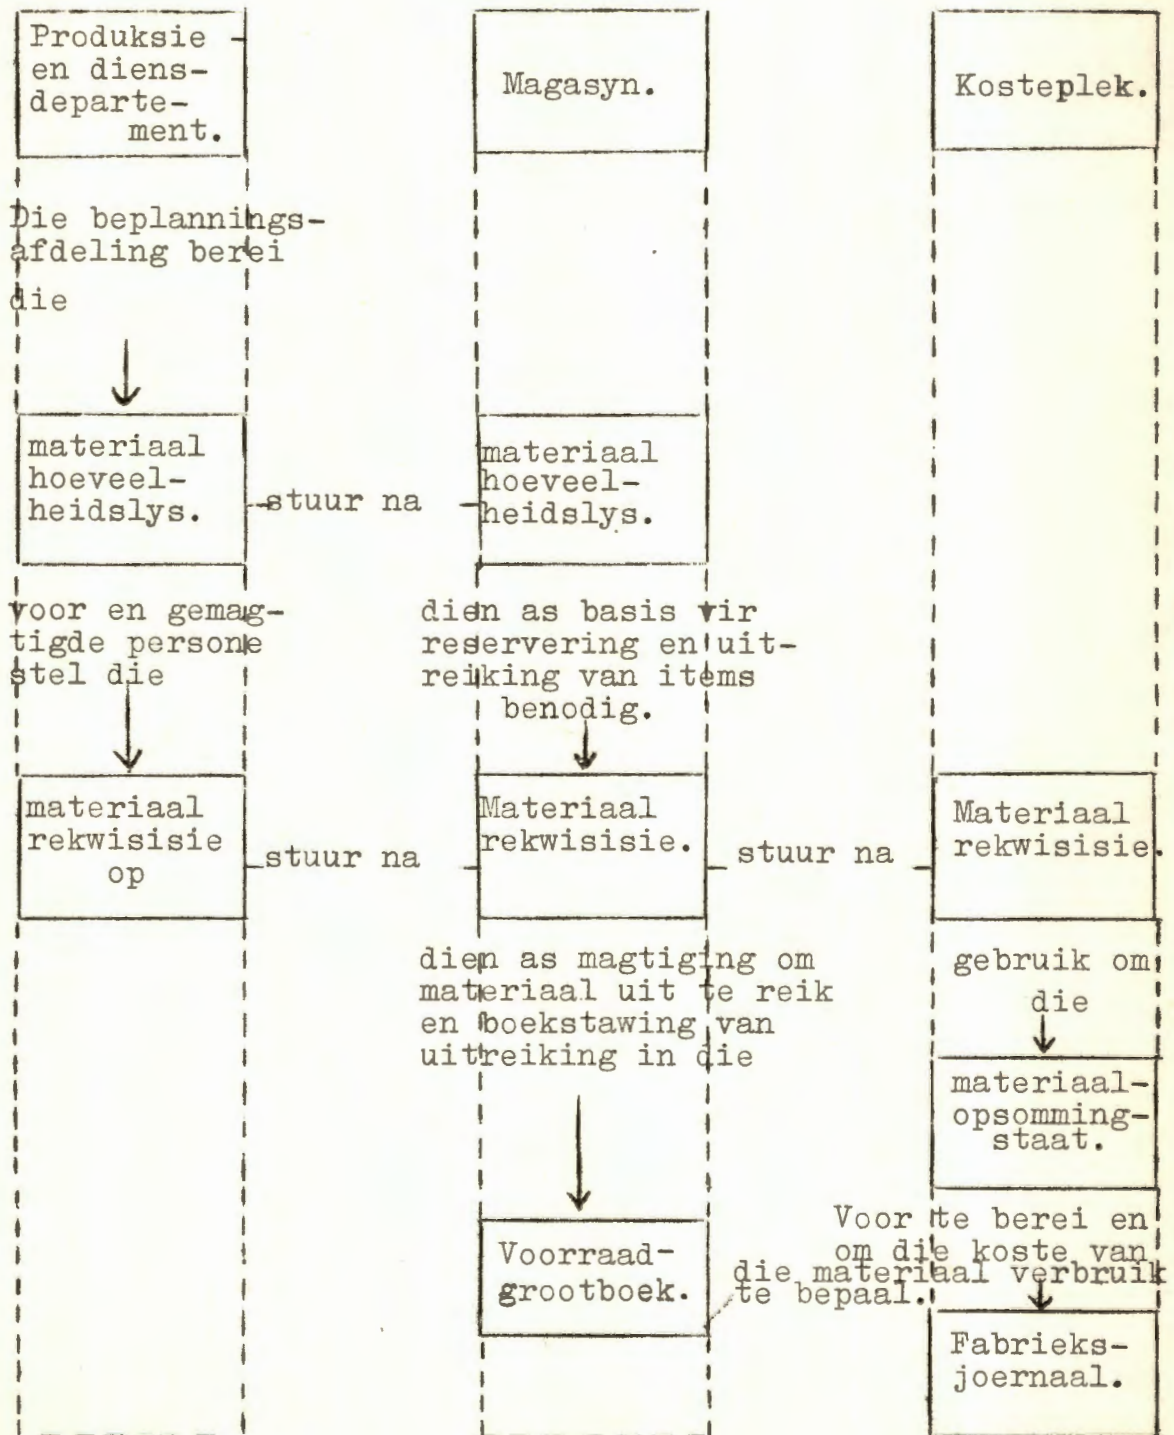 Produksie -
en diens-
departe-
ment.
Magasyn.
Kosteplek.
Die beplannings-
afdeling berei
die
materiaal
hoeveel-
heidslys.
stuur na
materiaal
hoeveel-
heidslys.
voor en gemag-
tigde persone
stel die
dien as basis vir
reservering en uit-
reiking van items
benodig.
materiaal
rekwisisie
op
stuur na
Materiaal
rekwisisie.
stuur na
Materiaal
rekwisisie.
dien as magtiging om
materiaal uit te reik
en boekstawing van
uitreiking in die
gebruik om
die
materiaal-
opsomming-
staat.
Voorraad-
grootboek.
Voor te berei en
om die koste van
die materiaal verbruik
te bepaal.
Fabrieks-
joernaal.